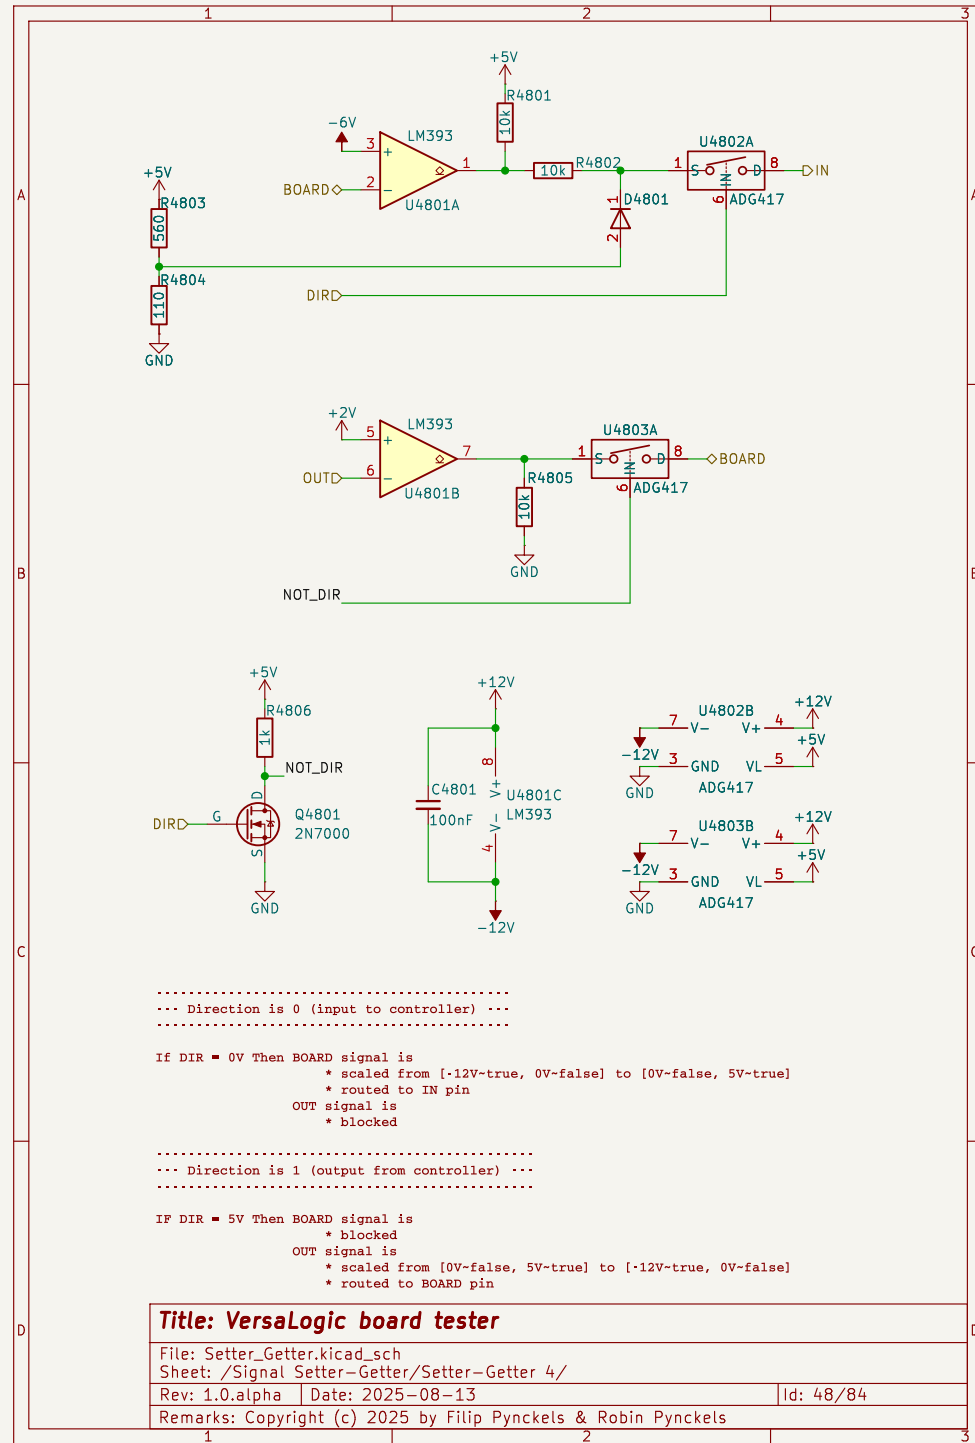 1 2 3
+5V
R4801
10k
-6V
LM393
3
+
1
BOARD
2
-
U4801A
R4802
10k
U4802A
1 S D 8 IN
IN
6
ADG417
A A
+5V
R4803
560
D4801
1
2
R4804
110
DIR
GND
+2V
LM393
5
+
7
OUT
6
-
U4801B
U4803A
1 S D 8 BOARD
IN
6
ADG417
R4805
10k
GND
B B
NOT_DIR
+5V
R4806
1k
NOT_DIR
D
G
S
DIR
Q4801
2N7000
GND
+12V
8
V+
C4801
100nF
U4801C
LM393
V-
4
-12V
U4802B
+12V
7 V- V+ 4
-12V
+5V
3 GND VL 5
GND
ADG417
U4803B
+12V
7 V- V+ 4
-12V
+5V
3 GND VL 5
GND
ADG417
C C
--------------------------------------------
--- Direction is 0 (input to controller) ---
--------------------------------------------
If DIR = 0V Then BOARD signal is
* scaled from [-12V~true, 0V~false] to [0V~false, 5V~true]
* routed to IN pin
OUT signal is
* blocked
-----------------------------------------------
--- Direction is 1 (output from controller) ---
-----------------------------------------------
IF DIR = 5V Then BOARD signal is
* blocked
OUT signal is
* scaled from [0V~false, 5V~true] to [-12V~true, 0V~false]
* routed to BOARD pin
D D
Title: VersaLogic board tester
File: Setter_Getter.kicad_sch
Sheet: /Signal Setter-Getter/Setter-Getter 4/
Rev: 1.0.alpha Date: 2025-08-13 Id: 48/84
Remarks: Copyright (c) 2025 by Filip Pynckels & Robin Pynckels
1 2 3